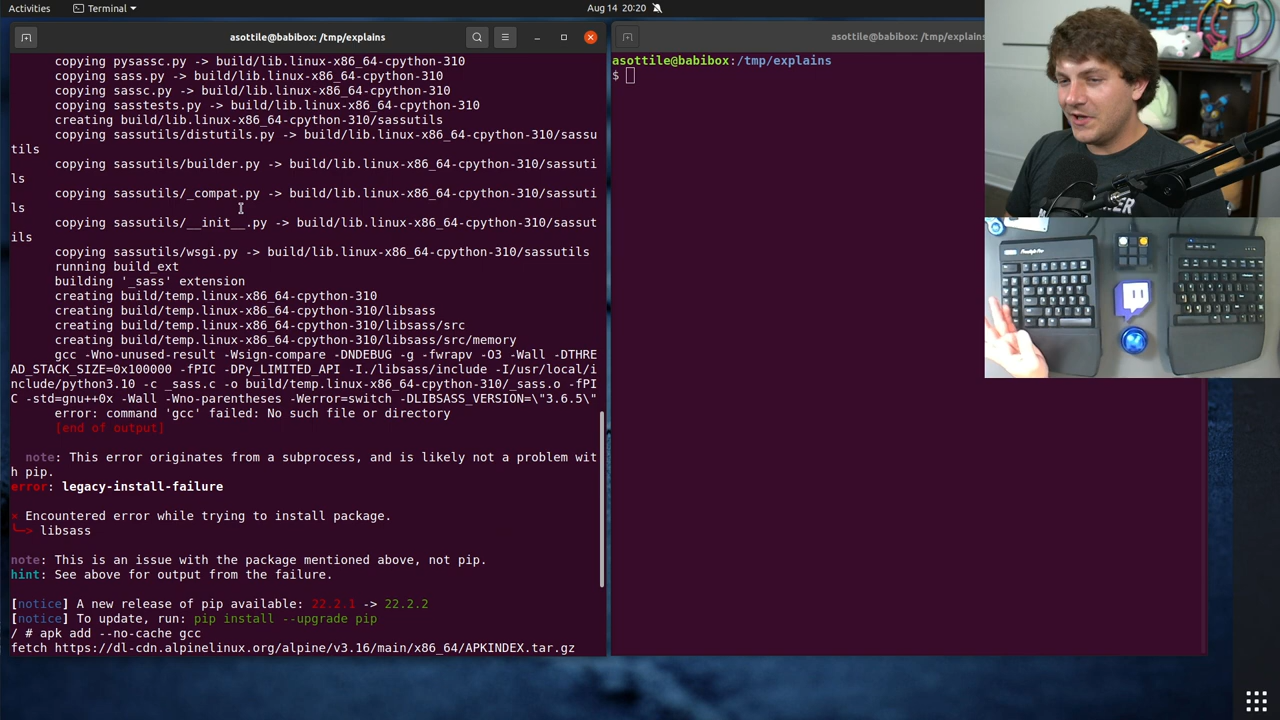 Activities
Terminal
Aug 14 20:20
asottile@babibox: /tmp/explains
copying pysassc.py -> build/lib.linux-x86_64-cpython-310
copying sass.py -> build/lib.linux-x86_64-cpython-310
copying sassc.py -> build/lib.linux-x86_64-cpython-310
copying sasstests.py -> build/lib.linux-x86_64-cpython-310
creating build/lib.linux-x86_64-cpython-310/sassutils
copying sassutils/distutils.py -> build/lib.linux-x86_64-cpython-310/sassu
tils
copying sassutils/builder.py -> build/lib.linux-x86_64-cpython-310/sassuti
ls
copying sassutils/_compat.py -> build/lib.linux-x86_64-cpython-310/sassuti
ls
copying sassutils/__init__.py -> build/lib.linux-x86_64-cpython-310/sassut
ils
copying sassutils/wsgi.py -> build/lib.linux-x86_64-cpython-310/sassutils
running build_ext
building '_sass' extension
creating build/temp.linux-x86_64-cpython-310
creating build/temp.linux-x86_64-cpython-310/libsass
creating build/temp.linux-x86_64-cpython-310/libsass/src
creating build/temp.linux-x86_64-cpython-310/libsass/src/memory
gcc -Wno-unused-result -Wsign-compare -DNDEBUG -g -fwrapv -O3 -Wall -DTHRE
AD_STACK_SIZE=0x100000 -fPIC -DPy_LIMITED_API -I./libsass/include -I/usr/local/i
nclude/python3.10 -c _sass.c -o build/temp.linux-x86_64-cpython-310/_sass.o -fPI
C -std=gnu++0x -Wall -Wno-parentheses -Werror=switch -DLIBSASS_VERSION=\"3.6.5\"
error: command 'gcc' failed: No such file or directory
[end of output]
note: This error originates from a subprocess, and is likely not a problem wit
h pip.
error: legacy-install-failure
× Encountered error while trying to install package.
╰─> libsass
note: This is an issue with the package mentioned above, not pip.
hint: See above for output from the failure.
[notice] A new release of pip available: 22.2.1 -> 22.2.2
[notice] To update, run: pip install --upgrade pip
/ # apk add --no-cache gcc
fetch https://dl-cdn.alpinelinux.org/alpine/v3.16/main/x86_64/APKINDEX.tar.gz
asottile@babibox: /tmp/explains
asottile@babibox:/tmp/explains
$